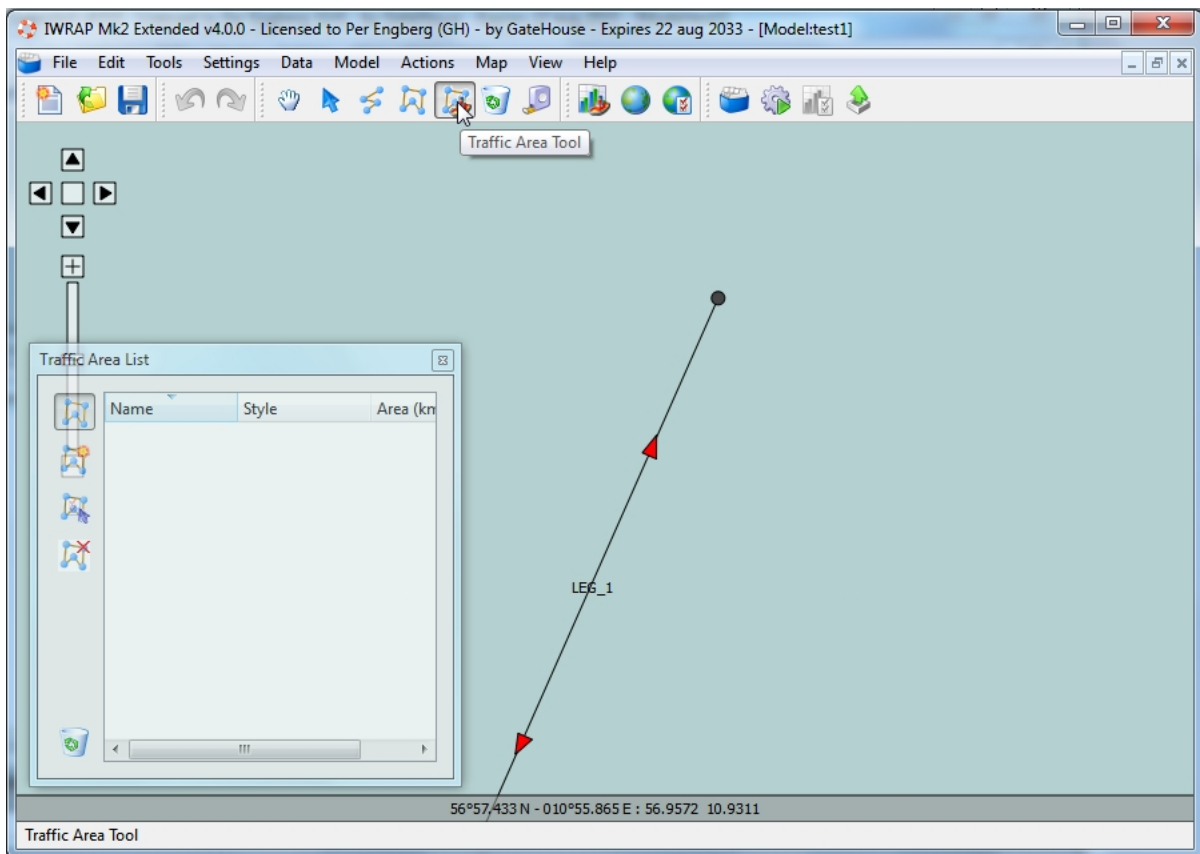 IWRAP Mk2 Extended v4.0.0 - Licensed to Per Engberg (GH) - by GateHouse - Expires 22 aug 2033 - [Model:test1]
File Edit Tools Settings Data Model Actions Map View Help
Traffic Area Tool
Traffic Area List
Name Style Area (km
LEG_1
56°57,433 N - 010°55.865 E : 56.9572 10.9311
Traffic Area Tool